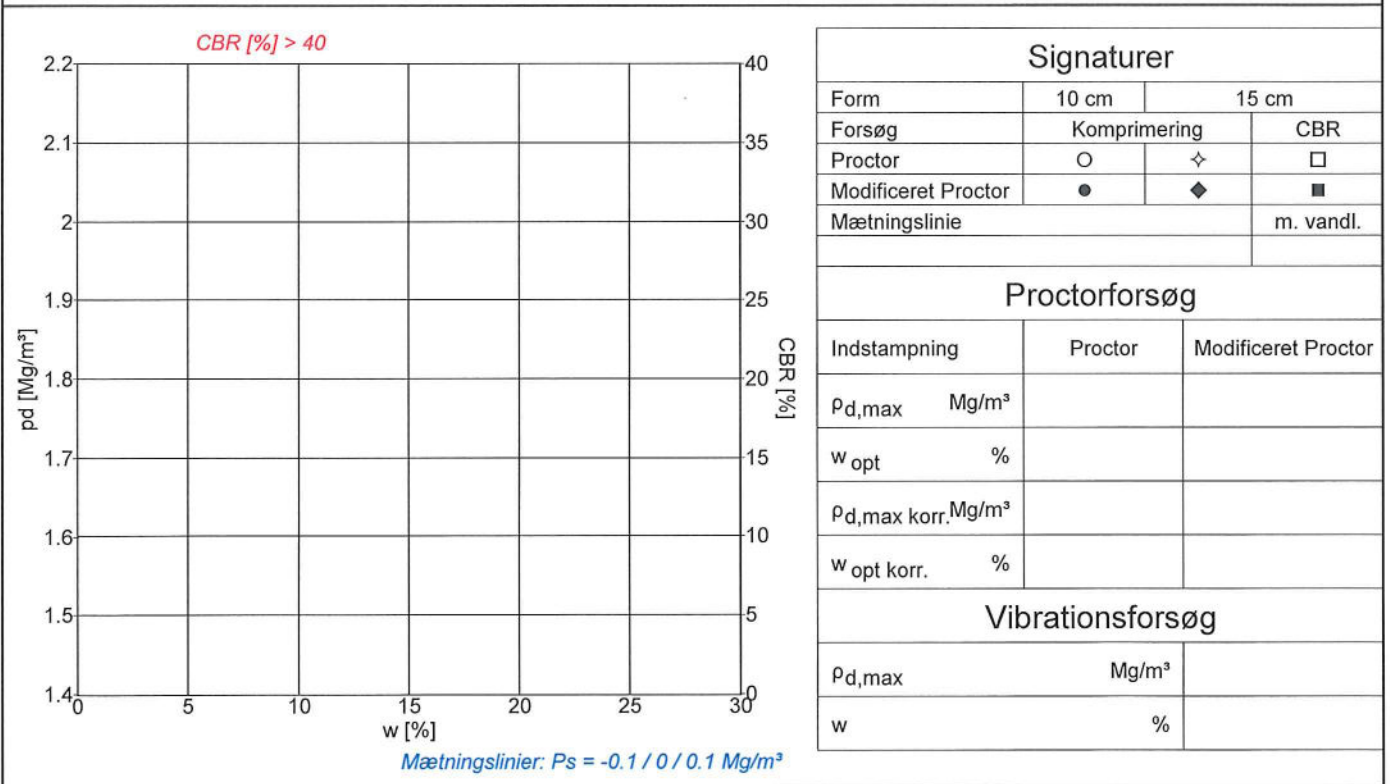 CBR [%] > 40
2.2
2.1
2
1.9
1.8
1.7
1.6
1.5
1.4
pd [Mg/m³]
40
35
30
25
20
15
10
5
0
CBR [%]
0 5 10 15 20 25 30
w [%]
Mætningslinier: Ps = -0.1 / 0 / 0.1 Mg/m³
Signaturer
Form 10 cm 15 cm
Forsøg Komprimering CBR
Proctor
Modificeret Proctor
Mætningslinie m. vandl.
Proctorforsøg
Indstampning Proctor Modificeret Proctor
ρd,max Mg/m³
w opt %
ρd,max korr. Mg/m³
w opt korr. %
Vibrationsforsøg
ρd,max Mg/m³
w %